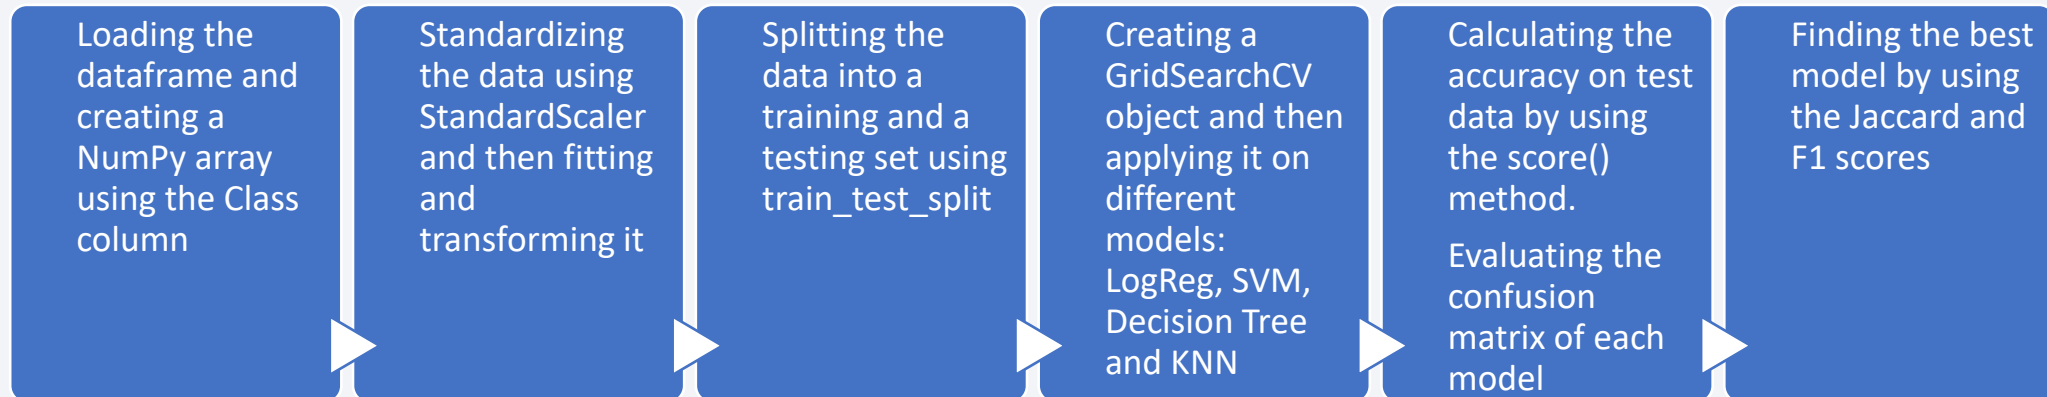 Loading the
dataframe and
creating a
NumPy array
using the Class
column
Standardizing
the data using
StandardScaler
and then fitting
and
transforming it
Splitting the
data into a
training and a
testing set using
train_test_split
Creating a
GridSearchCV
object and then
applying it on
different
models:
LogReg, SVM,
Decision Tree
and KNN
Calculating the
accuracy on test
data by using
the score()
method.
Evaluating the
confusion
matrix of each
model
Finding the best
model by using
the Jaccard and
F1 scores